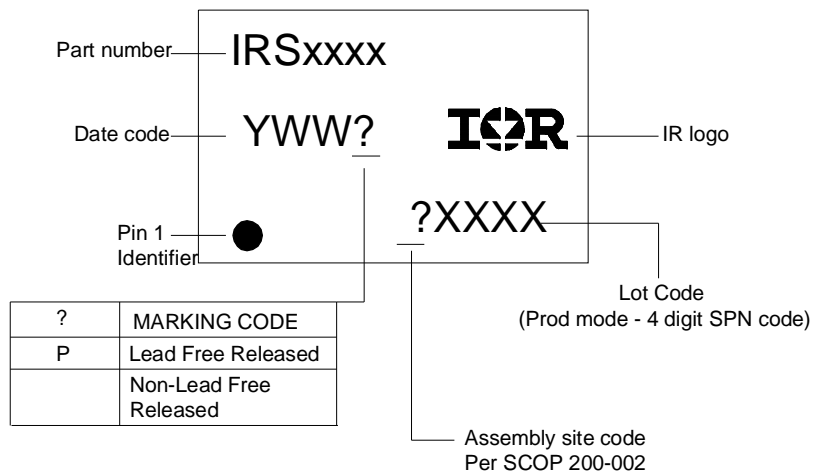 Part number
IRSxxxx
Date code
YWW?
IOR
IR logo
?XXXX
Pin 1
Identifier
Lot Code
(Prod mode - 4 digit SPN code)
? MARKING CODE
P Lead Free Released
Non-Lead Free
Released
Assembly site code
Per SCOP 200-002